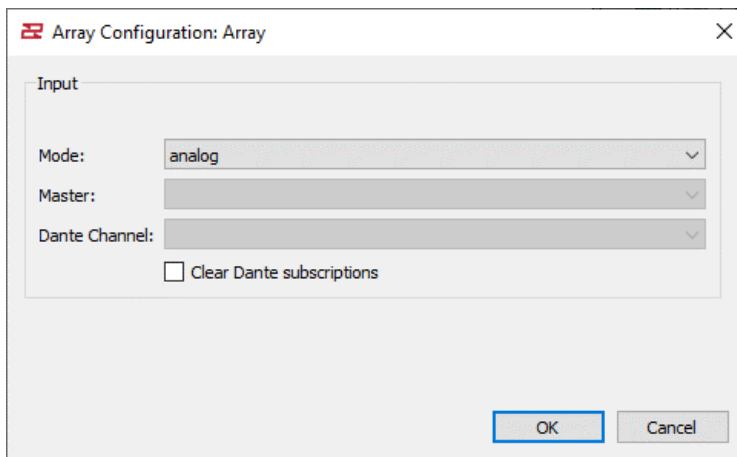 Array Configuration: Array
Input
Mode: analog
Master:
Dante Channel:
Clear Dante subscriptions
OK Cancel